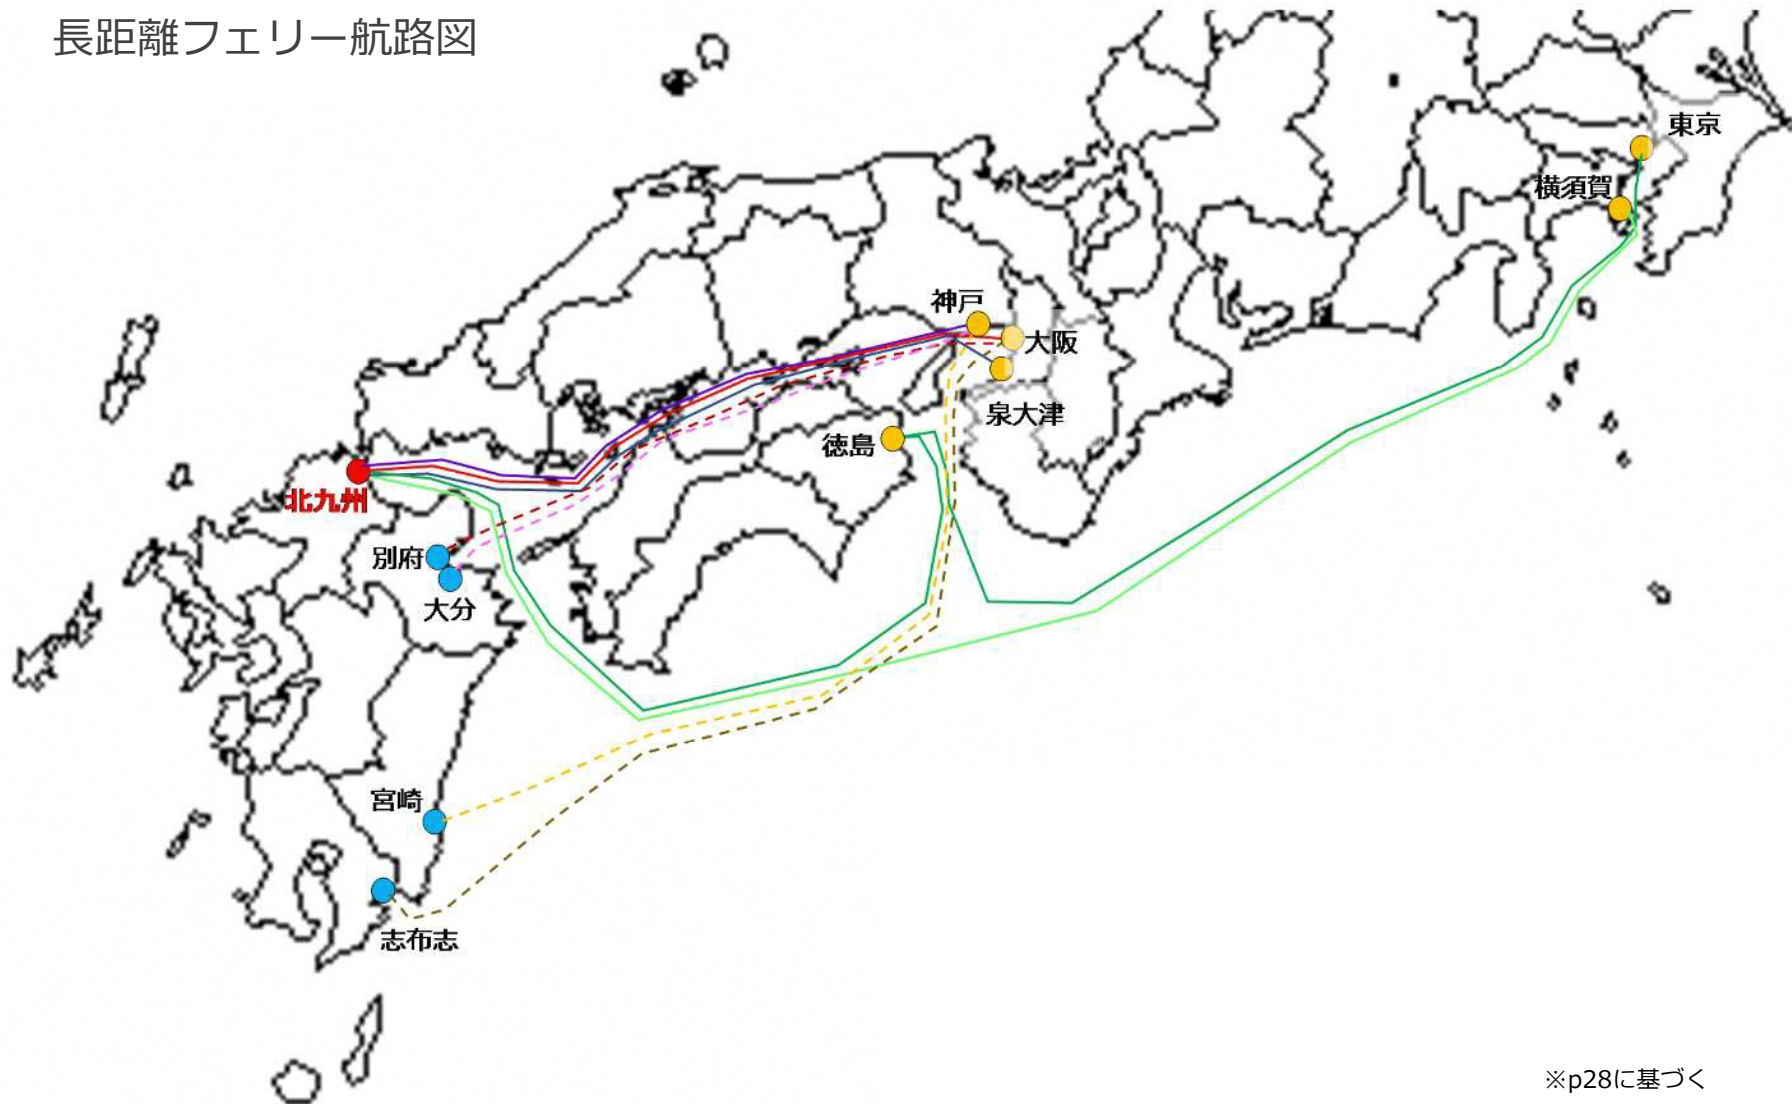 長距離フェリー航路図
東京
横須賀
神戸
大阪
泉大津
徳島
北九州
別府
大分
宮崎
志布志
※p28に基づく